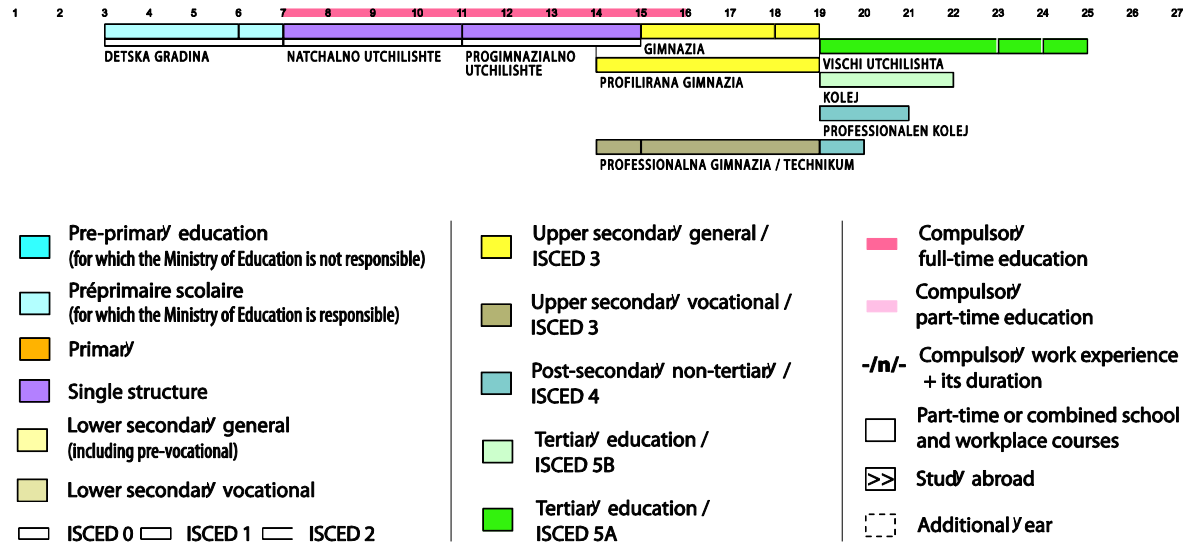 1 2 3 4 5 6 7 8 9 10 11 12 13 14 15 16 17 18 19 20 21 22 23 24 25 26 27
DETSKA GRADINA
NATCHALNO UTCHILISHTE
PROGIMNAZIALNO
UTCHILISHTE
GIMNAZIA
PROFILIRANA GIMNAZIA
VISCHI UTCHILISHTA
KOLEJ
PROFESSIONALEN KOLEJ
PROFESSIONALNA GIMNAZIA / TECHNIKUM
Pre-primary education
(for which the Ministry of Education is not responsible)
Préprimaire scolaire
(for which the Ministry of Education is responsible)
Primary
Single structure
Lower secondary general
(including pre-vocational)
Lower secondary vocational
ISCED 0 ISCED 1 ISCED 2
Upper secondary general /
ISCED 3
Upper secondary vocational /
ISCED 3
Post-secondary non-tertiary /
ISCED 4
Tertiary education /
ISCED 5B
Tertiary education /
ISCED 5A
Compulsory
full-time education
Compulsory
part-time education
-/n/- Compulsory work experience
+ its duration
Part-time or combined school
and workplace courses
>> Study abroad
Additional year